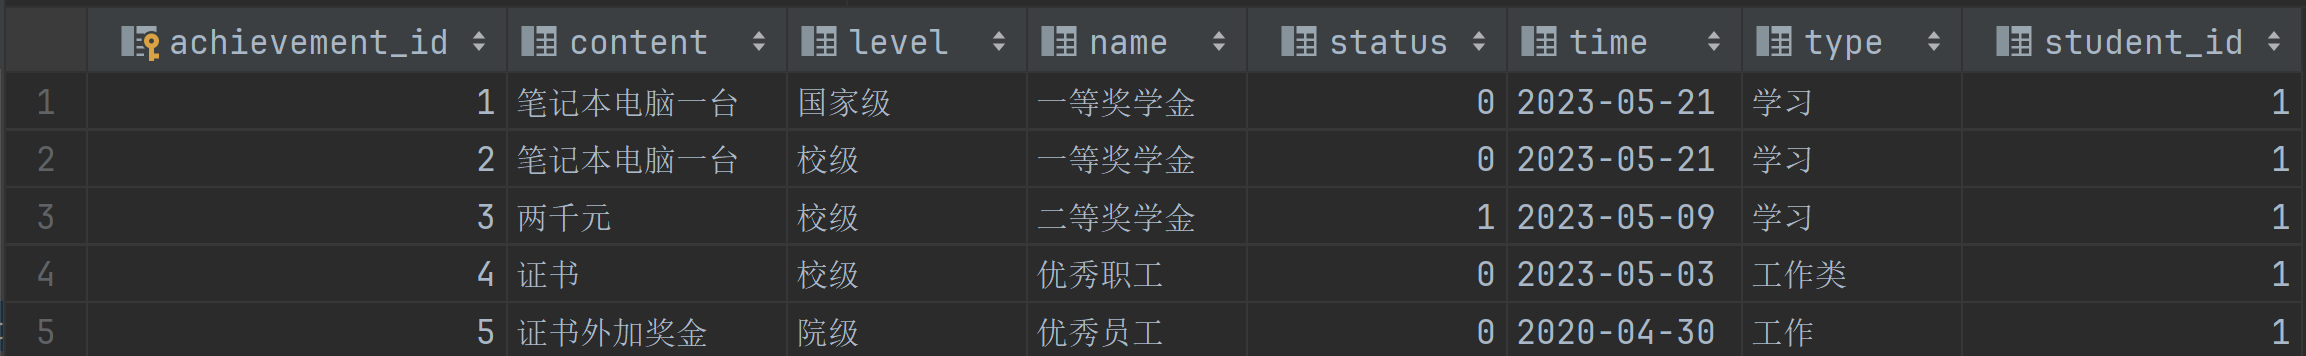 achievement_id content level name status time type student_id
1 1 笔记本电脑一台 国家级 一等奖学金 0 2023-05-21 学习 1
2 2 笔记本电脑一台 校级 一等奖学金 0 2023-05-21 学习 1
3 3 两千元 校级 二等奖学金 1 2023-05-09 学习 1
4 4 证书 校级 优秀职工 0 2023-05-03 工作类 1
5 5 证书外加奖金 院级 优秀员工 0 2020-04-30 工作 1